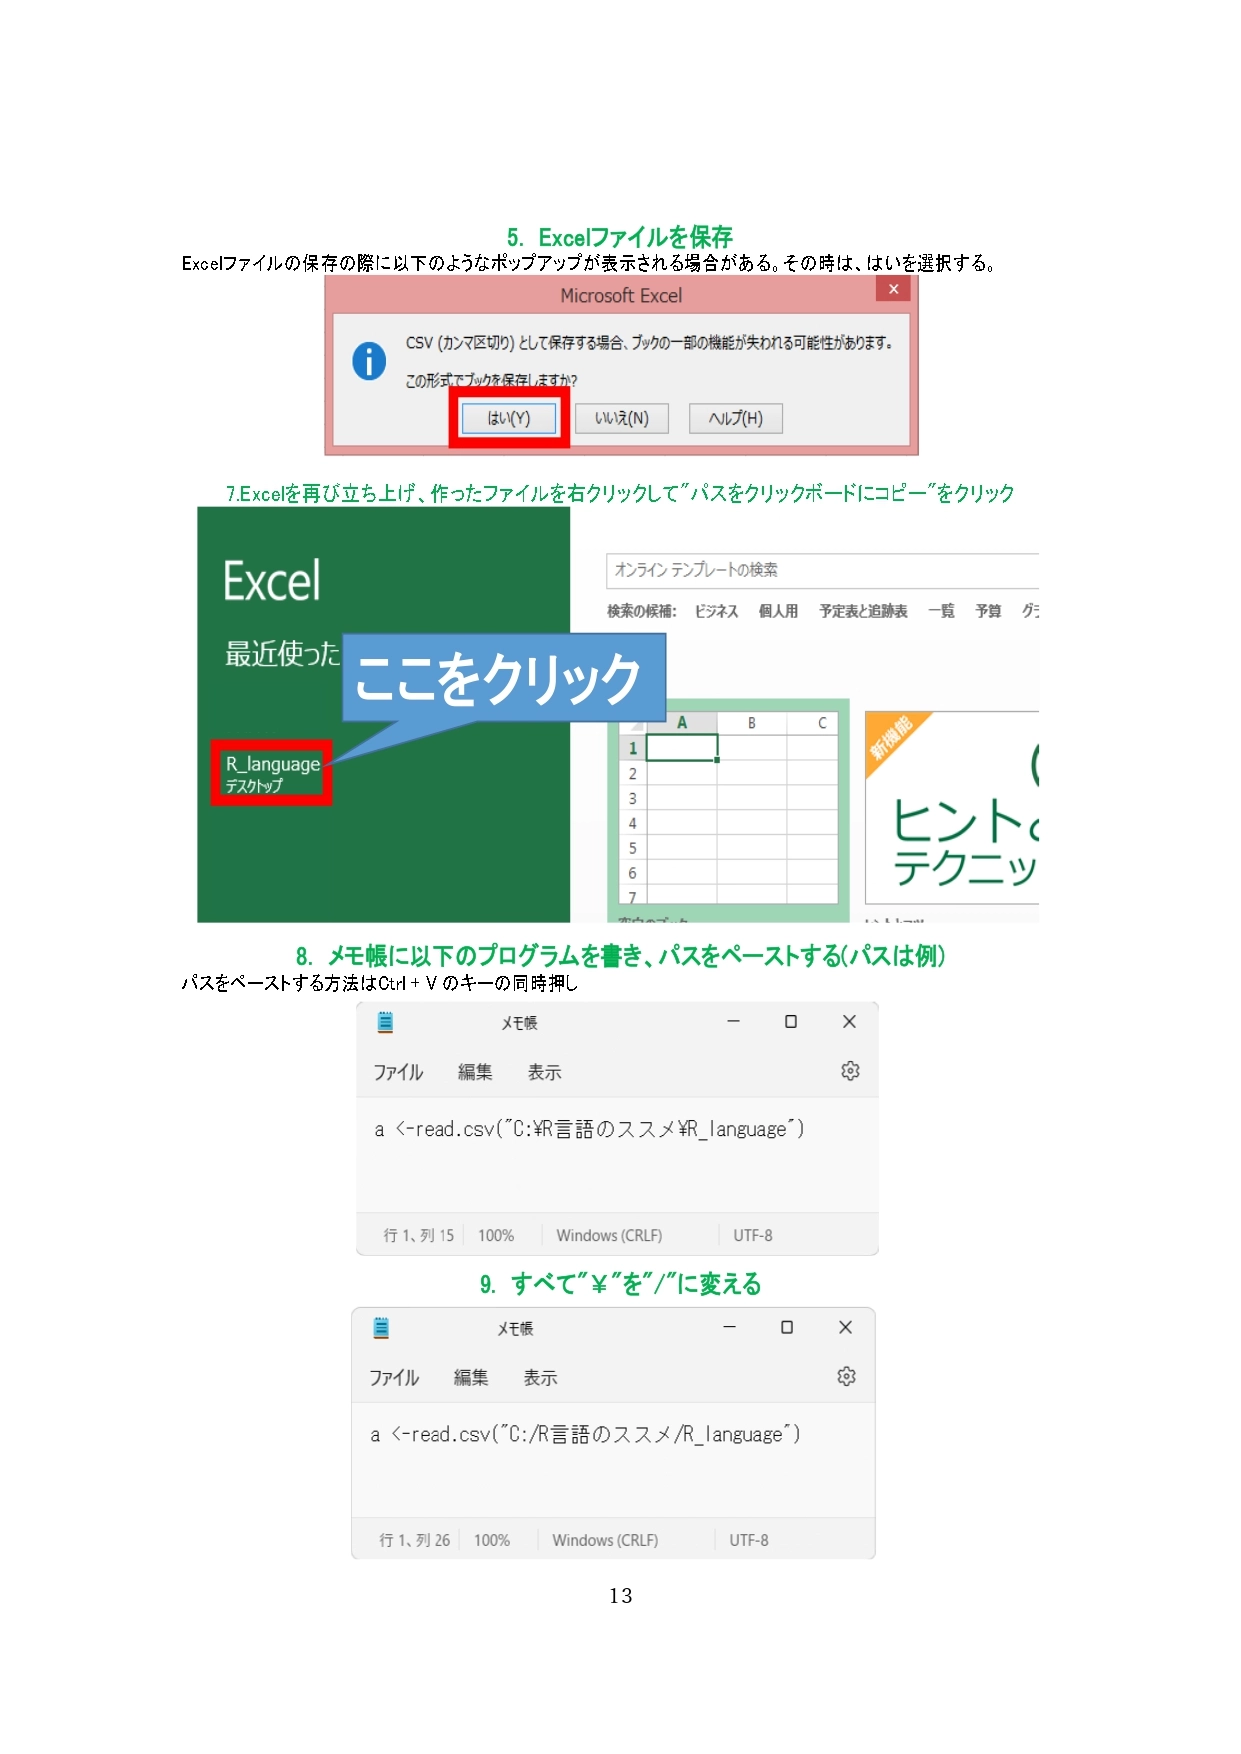 5. Excelファイルを保存
Excelファイルの保存の際に以下のようなポップアップが表示される場合がある。その時は、はいを選択する。
Microsoft Excel
CSV (カンマ区切り) として保存する場合、ブックの一部の機能が失われる可能性があります。
この形式でブックを保存しますか?
はい(Y) いいえ(N) ヘルプ(H)
7.Excelを再び立ち上げ、作ったファイルを右クリックして"パスをクリックボードにコピー"をクリック
Excel
オンライン テンプレートの検索
検索の候補: ビジネス 個人用 予定表と追跡表 一覧 予算
最近使った
ここをクリック
R_language
デスクトップ
A B C
1
2
3
4
5
6
7
新機能
ヒント
テクニッ
8. メモ帳に以下のプログラムを書き、パスをペーストする(パスは例)
パスをペーストする方法はCtrl + V のキーの同時押し
メモ帳
ファイル 編集 表示
a <-read.csv("C:¥R言語のススメ¥R_language")
行 1、列 15 100% Windows (CRLF) UTF-8
9. すべて"¥"を"/"に変える
メモ帳
ファイル 編集 表示
a <-read.csv("C:/R言語のススメ/R_language")
行 1、列 26 100% Windows (CRLF) UTF-8
13